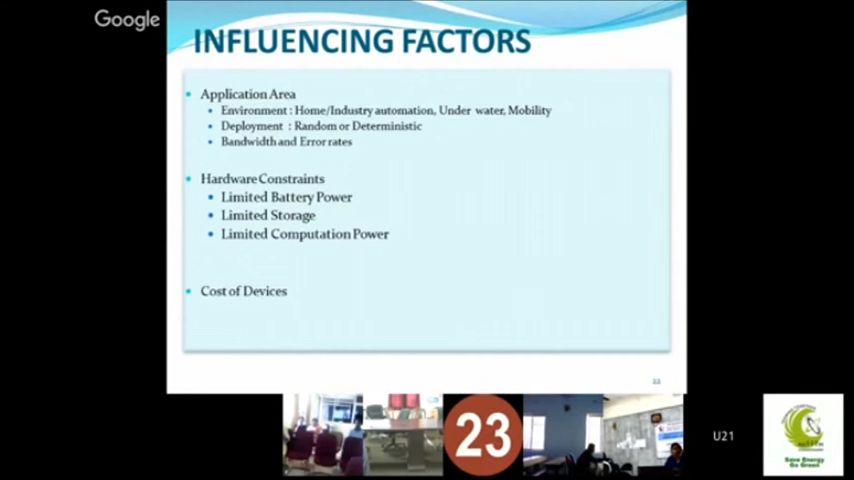 Google
INFLUENCING FACTORS
Application Area
Environment : Home/Industry automation, Under water, Mobility
Deployment : Random or Deterministic
Bandwidth and Error rates
Hardware Constraints
Limited Battery Power
Limited Storage
Limited Computation Power
Cost of Devices
22
23
U21
Save Energy
Go Green